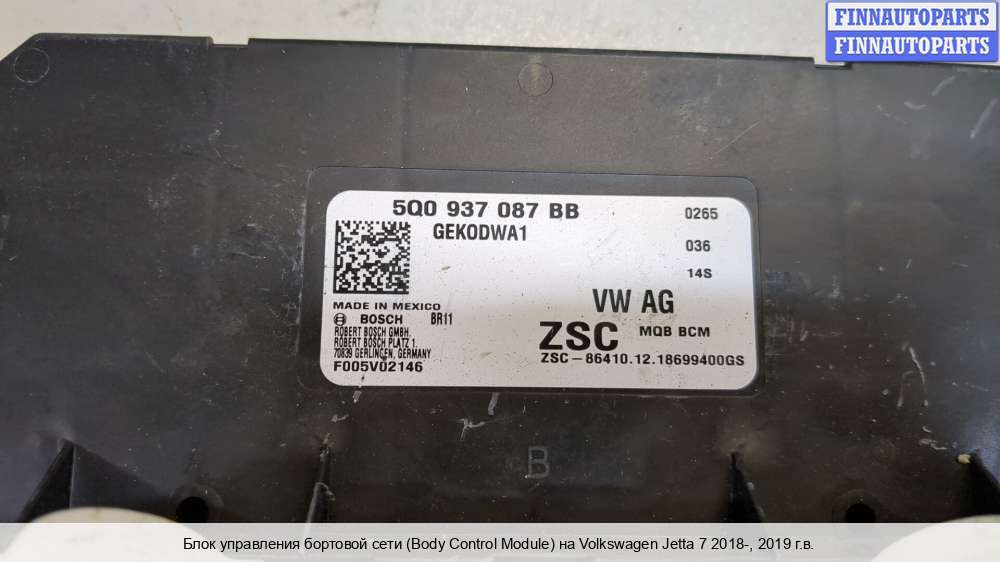 FINNAUTOPARTS
FINNAUTOPARTS
5Q0 937 087 BB
0265
GEKODWA1
036
14S
MADE IN MEXICO
VW AG
BOSCH BR11
ROBERT BOSCH GMBH.
ROBERT BOSCH PLATZ 1.
70839 GERLINGEN, GERMANY
F005V02146
ZSC MQB BCM
ZSC-86410.12.18699400GS
B
Блок управления бортовой сети (Body Control Module) на Volkswagen Jetta 7 2018-, 2019 г.в.